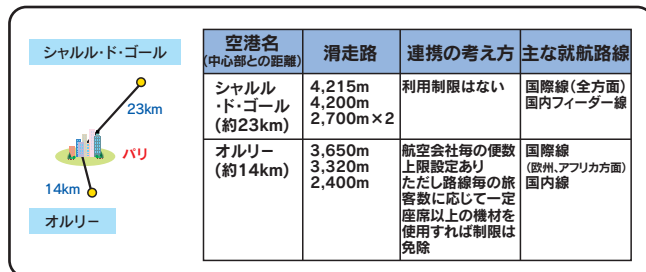 シャルル・ド・ゴール
23km
パリ
14km
オルリー
空港名
(中心部との距離)
滑走路
連携の考え方
主な就航路線
シャルル
・ド・ゴール
(約23km)
4,215m
4,200m
2,700m×2
利用制限はない
国際線(全方面)
国内フィーダー線
オルリー
(約14km)
3,650m
3,320m
2,400m
航空会社毎の便数
上限設定あり
ただし路線毎の旅
客数に応じて一定
座席以上の機材を
使用すれば制限は
免除
国際線
(欧州、アフリカ方面)
国内線